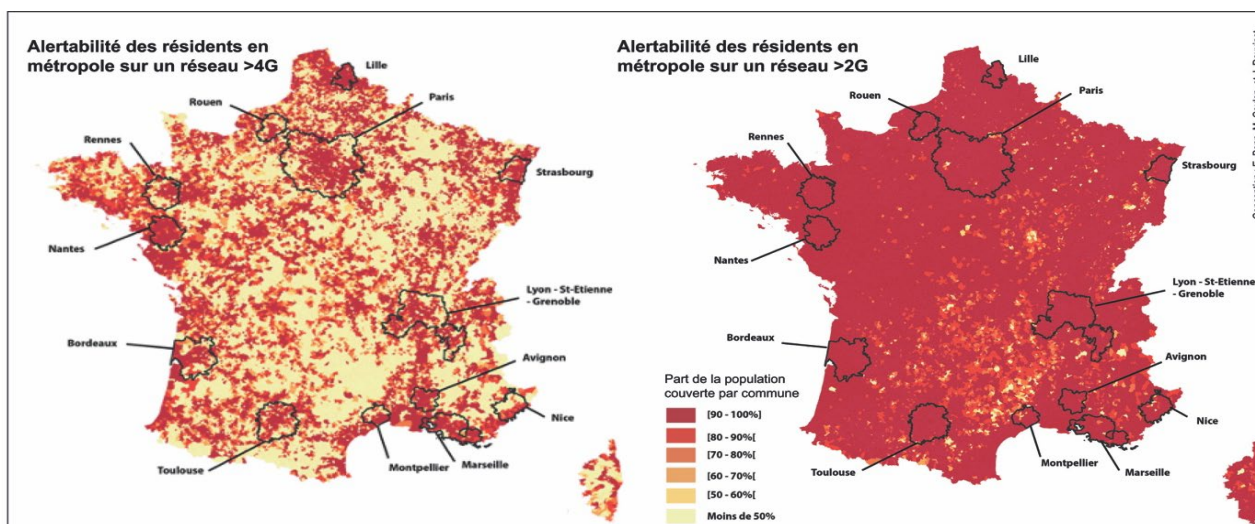 Alertabilité des résidents en
métropole sur un réseau >4G
Lille
Rouen
Paris
Rennes
Strasbourg
Nantes
Lyon - St-Etienne
- Grenoble
Bordeaux
Avignon
Nice
Toulouse
Montpellier
Marseille
Alertabilité des résidents en
métropole sur un réseau >2G
Lille
Rouen
Paris
Rennes
Strasbourg
Nantes
Lyon - St-Etienne
- Grenoble
Bordeaux
Avignon
Nice
Toulouse
Montpellier
Marseille
Part de la population
couverte par commune
[90 - 100%]
[80 - 90%[
[70 - 80%[
[60 - 70%[
[50 - 60%[
Moins de 50%